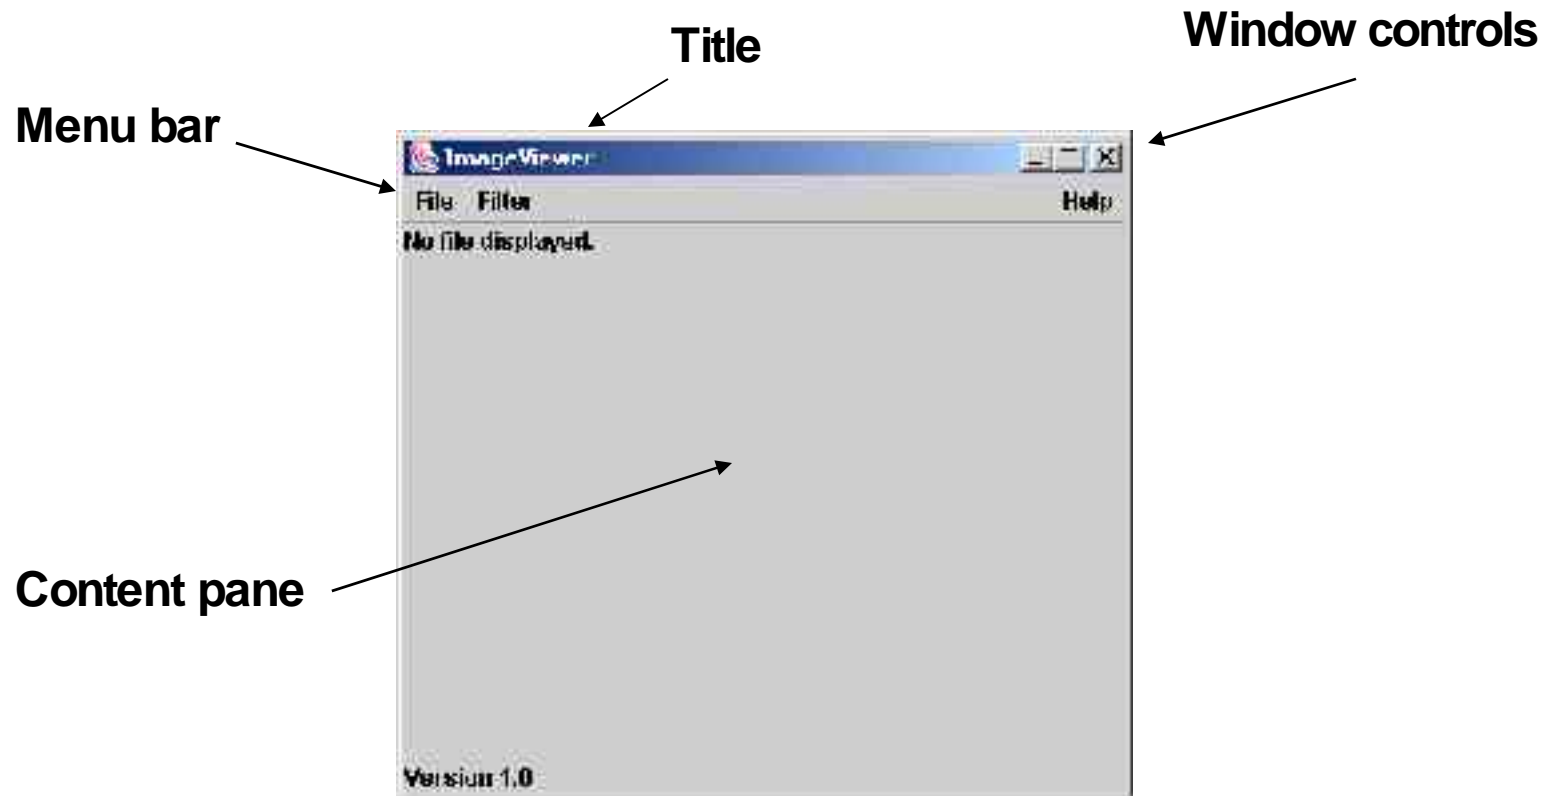 Title
Window controls
Menu bar
ImageViewer
File Filter Help
No file displayed.
Content pane
Version 1.0